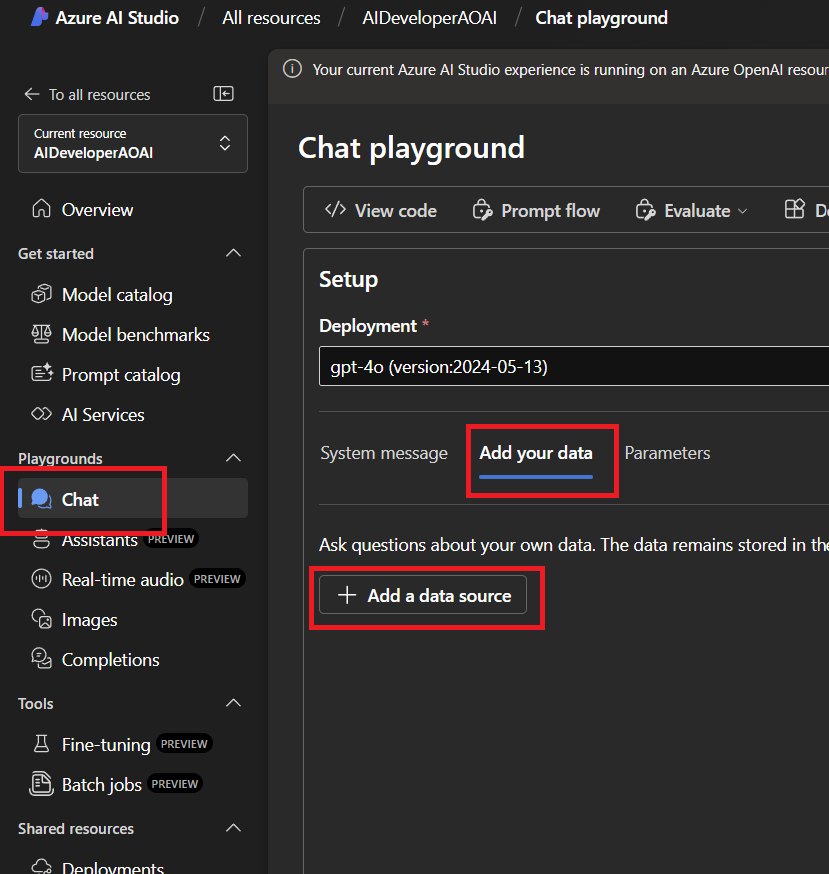 Azure AI Studio / All resources / AIDeveloperAOAI / Chat playground
To all resources
Current resource
AIDeveloperAOAI
Overview
Get started
Model catalog
Model benchmarks
Prompt catalog
AI Services
Playgrounds
Chat
Assistants PREVIEW
Real-time audio PREVIEW
Images
Completions
Tools
Fine-tuning PREVIEW
Batch jobs PREVIEW
Shared resources
Deployments
Your current Azure AI Studio experience is running on an Azure OpenAI resour
Chat playground
</> View code Prompt flow Evaluate D
Setup
Deployment *
gpt-4o (version:2024-05-13)
System message Add your data Parameters
Ask questions about your own data. The data remains stored in the
+ Add a data source